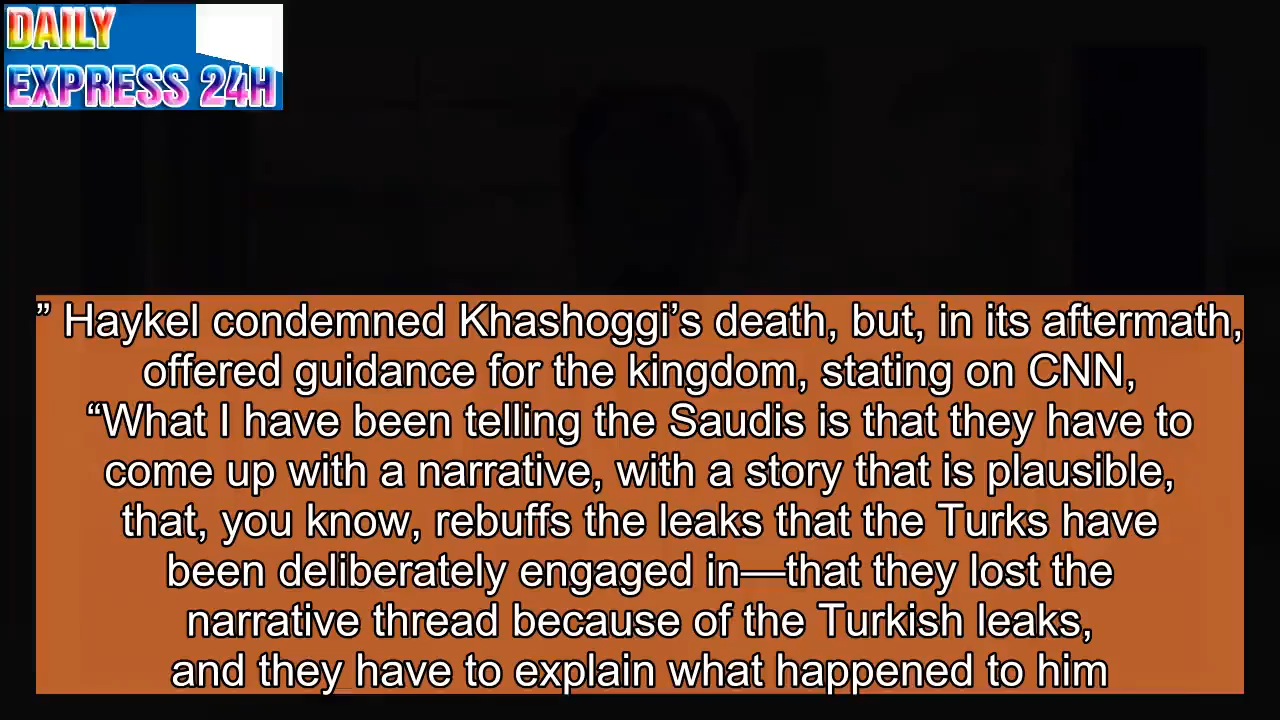 DAILY
EXPRESS 24H
” Haykel condemned Khashoggi’s death, but, in its aftermath,
offered guidance for the kingdom, stating on CNN,
“What I have been telling the Saudis is that they have to
come up with a narrative, with a story that is plausible,
that, you know, rebuffs the leaks that the Turks have
been deliberately engaged in—that they lost the
narrative thread because of the Turkish leaks,
and they have to explain what happened to him